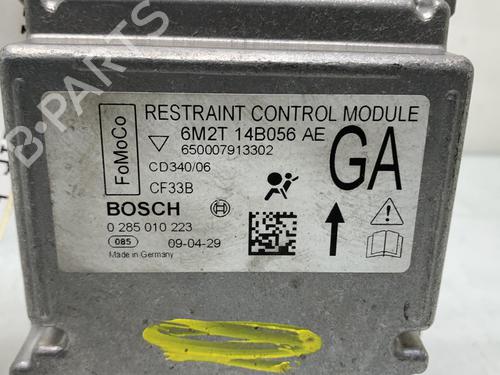 B-PARTS
FoMoCo
RESTRAINT CONTROL MODULE
6M2T 14B056 AE
650007913302
GA
CD340/06
CF33B
BOSCH
0 285 010 223
085 09-04-29
Made in Germany